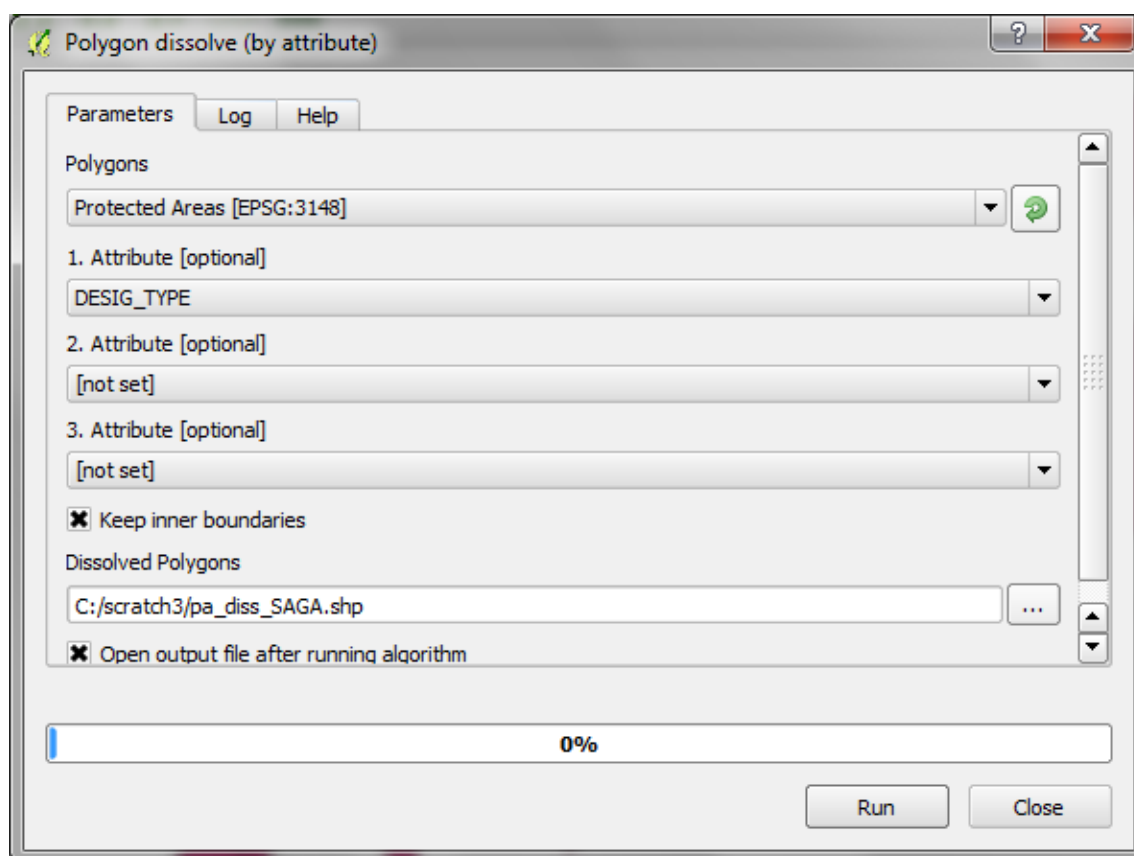 Polygon dissolve (by attribute)
Parameters Log Help
Polygons
Protected Areas [EPSG:3148]
1. Attribute [optional]
DESIG_TYPE
2. Attribute [optional]
[not set]
3. Attribute [optional]
[not set]
Keep inner boundaries
Dissolved Polygons
C:/scratch3/pa_diss_SAGA.shp
...
Open output file after running algorithm
0%
Run Close